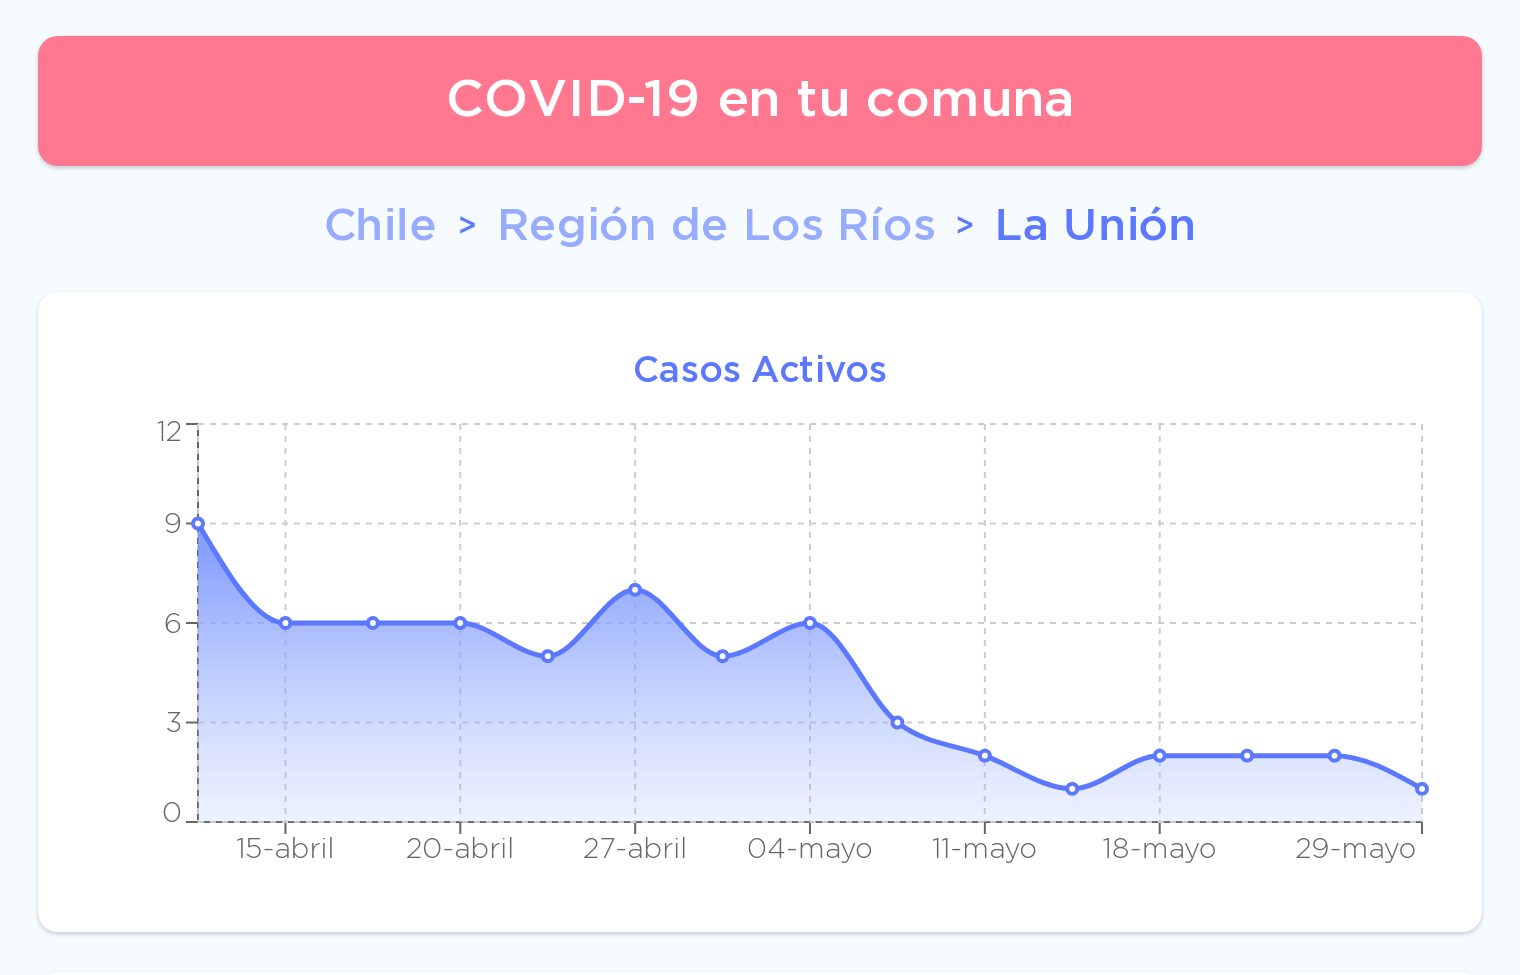 COVID-19 en tu comuna
Chile > Región de Los Ríos > La Unión
Casos Activos
12
9
6
3
0
15-abril 20-abril 27-abril 04-mayo 11-mayo 18-mayo 29-mayo